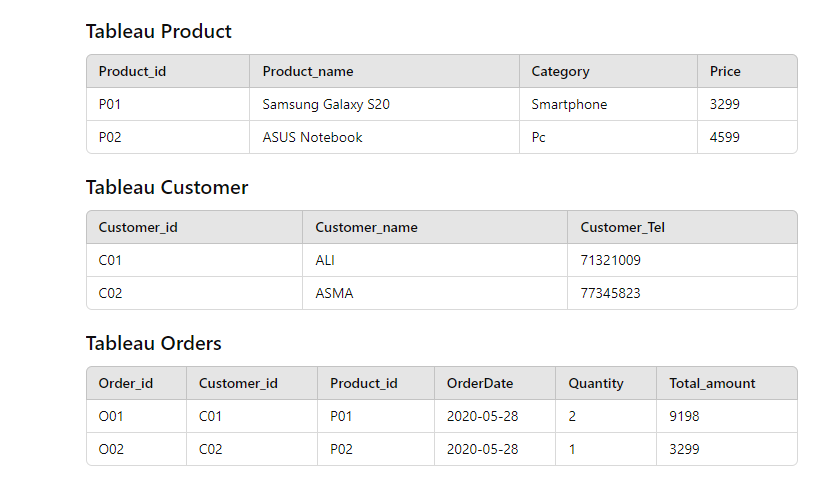 Tableau Product
Product_id Product_name Category Price
P01 Samsung Galaxy S20 Smartphone 3299
P02 ASUS Notebook Pc 4599
Tableau Customer
Customer_id Customer_name Customer_Tel
C01 ALI 71321009
C02 ASMA 77345823
Tableau Orders
Order_id Customer_id Product_id OrderDate Quantity Total_amount
O01 C01 P01 2020-05-28 2 9198
O02 C02 P02 2020-05-28 1 3299